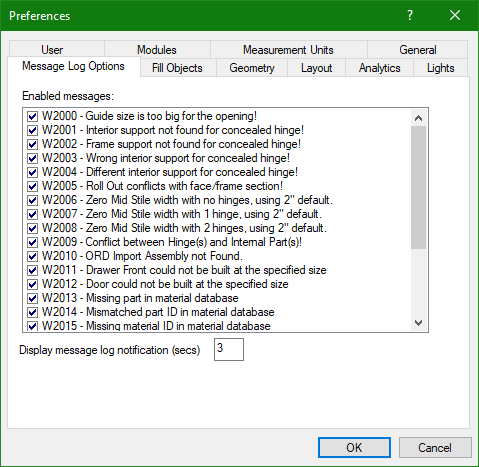 Preferences
User Modules Measurement Units General
Message Log Options Fill Objects Geometry Layout Analytics Lights
Enabled messages:
W2000 - Guide size is too big for the opening!
W2001 - Interior support not found for concealed hinge!
W2002 - Frame support not found for concealed hinge!
W2003 - Wrong interior support for concealed hinge!
W2004 - Different interior support for concealed hinge!
W2005 - Roll Out conflicts with face/frame section!
W2006 - Zero Mid Stile width with no hinges, using 2" default.
W2007 - Zero Mid Stile width with 1 hinge, using 2" default.
W2008 - Zero Mid Stile width with 2 hinges, using 2" default.
W2009 - Conflict between Hinge(s) and Internal Part(s)!
W2010 - ORD Import Assembly not Found.
W2011 - Drawer Front could not be built at the specified size
W2012 - Door could not be built at the specified size
W2013 - Missing part in material database
W2014 - Mismatched part ID in material database
W2015 - Missing material ID in material database
Display message log notification (secs) 3
OK Cancel